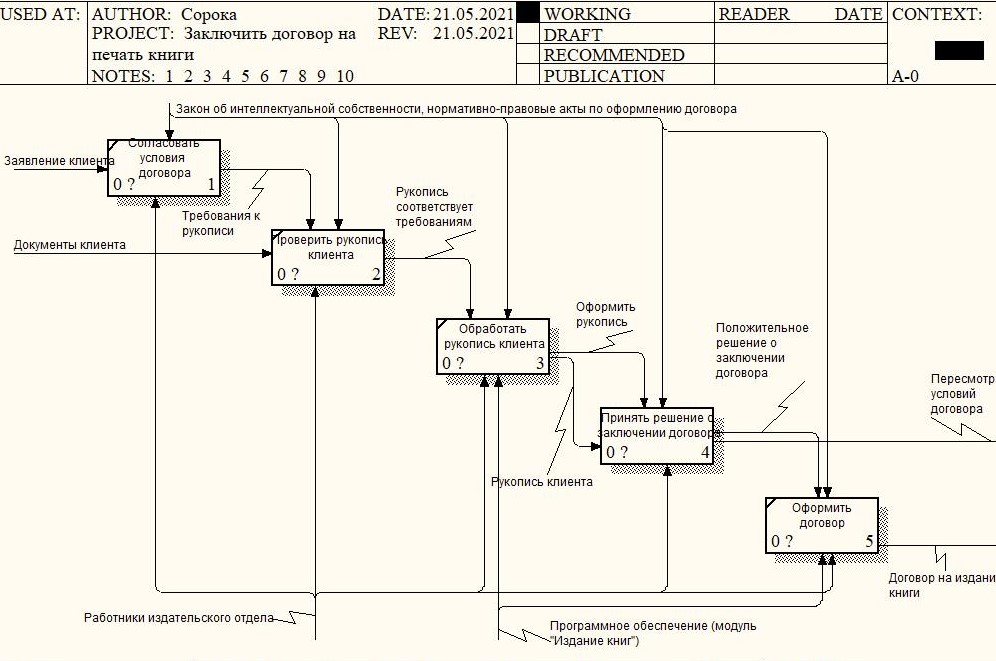 USED AT:
AUTHOR: Сорока
DATE: 21.05.2021
PROJECT: Заключить договор на
печать книги
REV: 21.05.2021
NOTES: 1 2 3 4 5 6 7 8 9 10
WORKING
DRAFT
RECOMMENDED
PUBLICATION
READER
DATE
CONTEXT:
A-0
Закон об интеллектуальной собственности, нормативно-правовые акты по оформлению договора
Заявление клиента
Согласовать
условия
договора
0 ? 1
Требования к
рукописи
Документы клиента
Проверить рукопись
клиента
0 ? 2
Рукопись
соответствует
требованиям
Обработать
рукопись клиента
0 ? 3
Оформить
рукопись
Рукопись клиента
Принять решение о
заключении договора
0 ? 4
Положительное
решение о
заключении
договора
Пересмотр
условий
договора
Оформить
договор
0 ? 5
Договор на издани
книги
Работники издательского отдела
Программное обеспечение (модуль
"Издание книг")